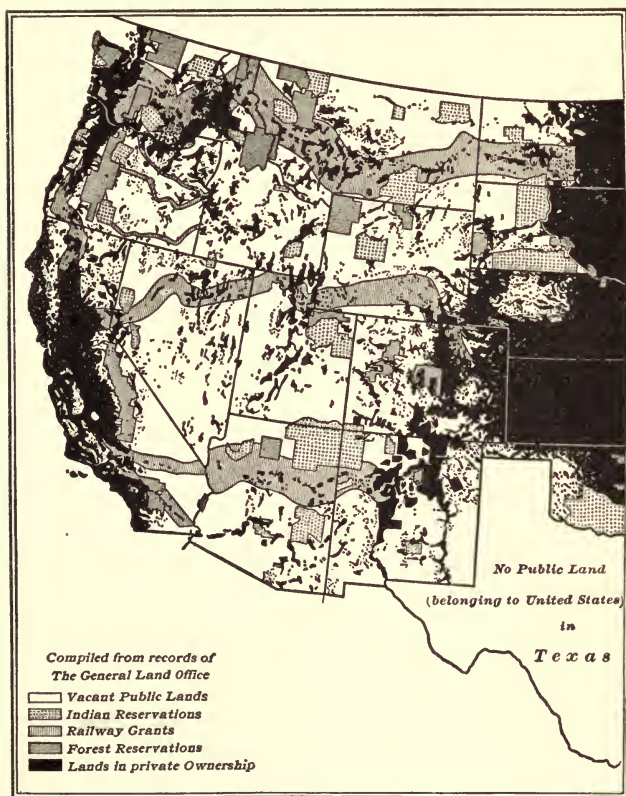 No Public Land
(belonging to United States)
in
Texas
Compiled from records of
The General Land Office
Vacant Public Lands
Indian Reservations
Railway Grants
Forest Reservations
Lands in private Ownership